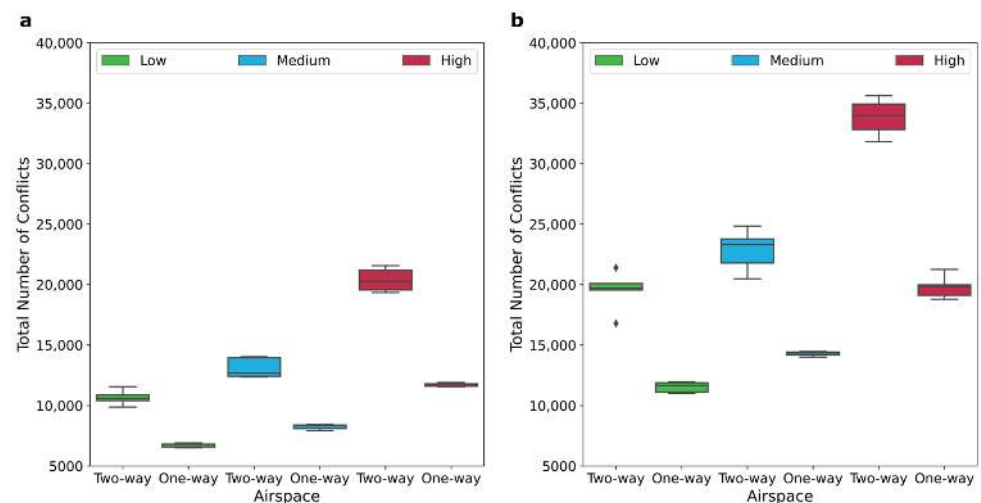 a
40,000
Low Medium High
35,000
30,000
25,000
20,000
15,000
10,000
5000
Total Number of Conflicts
Two-way One-way Two-way One-way Two-way One-way
Airspace
b
40,000
Low Medium High
35,000
30,000
25,000
20,000
15,000
10,000
5000
Total Number of Conflicts
Two-way One-way Two-way One-way Two-way One-way
Airspace